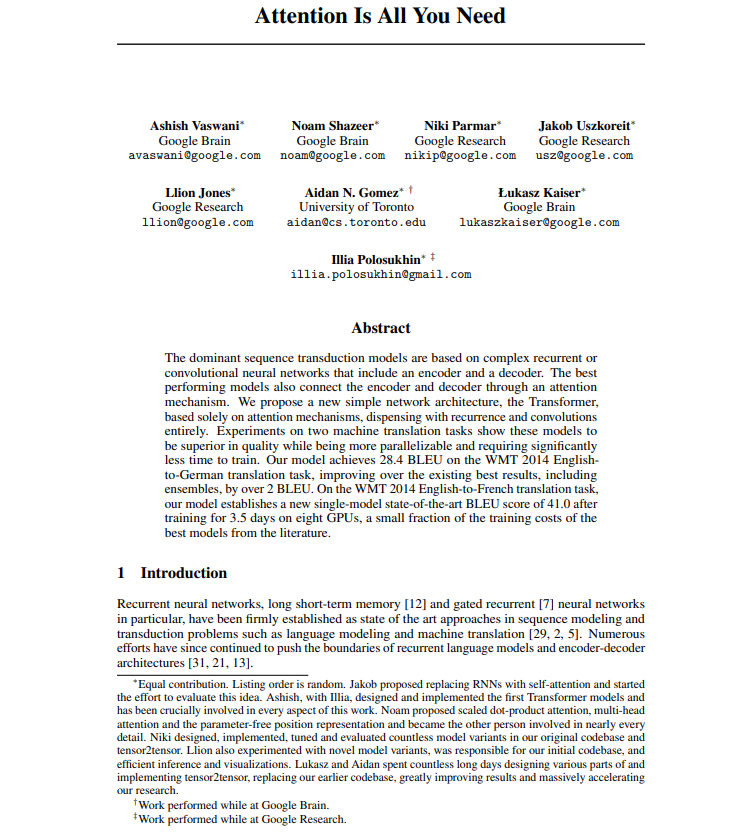 Attention Is All You Need
Ashish Vaswani* Noam Shazeer* Niki Parmar* Jakob Uszkoreit*
Google Brain Google Brain Google Research Google Research
avaswani@google.com noam@google.com nikip@google.com usz@google.com
Llion Jones* Aidan N. Gomez* † Łukasz Kaiser*
Google Research University of Toronto Google Brain
llion@google.com aidan@cs.toronto.edu lukaszkaiser@google.com
Illia Polosukhin* ‡
illia.polosukhin@gmail.com
Abstract
The dominant sequence transduction models are based on complex recurrent or
convolutional neural networks that include an encoder and a decoder. The best
performing models also connect the encoder and decoder through an attention
mechanism. We propose a new simple network architecture, the Transformer,
based solely on attention mechanisms, dispensing with recurrence and convolutions
entirely. Experiments on two machine translation tasks show these models to
be superior in quality while being more parallelizable and requiring significantly
less time to train. Our model achieves 28.4 BLEU on the WMT 2014 English-
to-German translation task, improving over the existing best results, including
ensembles, by over 2 BLEU. On the WMT 2014 English-to-French translation task,
our model establishes a new single-model state-of-the-art BLEU score of 41.0 after
training for 3.5 days on eight GPUs, a small fraction of the training costs of the
best models from the literature.
1 Introduction
Recurrent neural networks, long short-term memory [12] and gated recurrent [7] neural networks
in particular, have been firmly established as state of the art approaches in sequence modeling and
transduction problems such as language modeling and machine translation [29, 2, 5]. Numerous
efforts have since continued to push the boundaries of recurrent language models and encoder-decoder
architectures [31, 21, 13].
*Equal contribution. Listing order is random. Jakob proposed replacing RNNs with self-attention and started
the effort to evaluate this idea. Ashish, with Illia, designed and implemented the first Transformer models and
has been crucially involved in every aspect of this work. Noam proposed scaled dot-product attention, multi-head
attention and the parameter-free position representation and became the other person involved in nearly every
detail. Niki designed, implemented, tuned and evaluated countless model variants in our original codebase and
tensor2tensor. Llion also experimented with novel model variants, was responsible for our initial codebase, and
efficient inference and visualizations. Lukasz and Aidan spent countless long days designing various parts of and
implementing tensor2tensor, replacing our earlier codebase, greatly improving results and massively accelerating
our research.
†Work performed while at Google Brain.
‡Work performed while at Google Research.